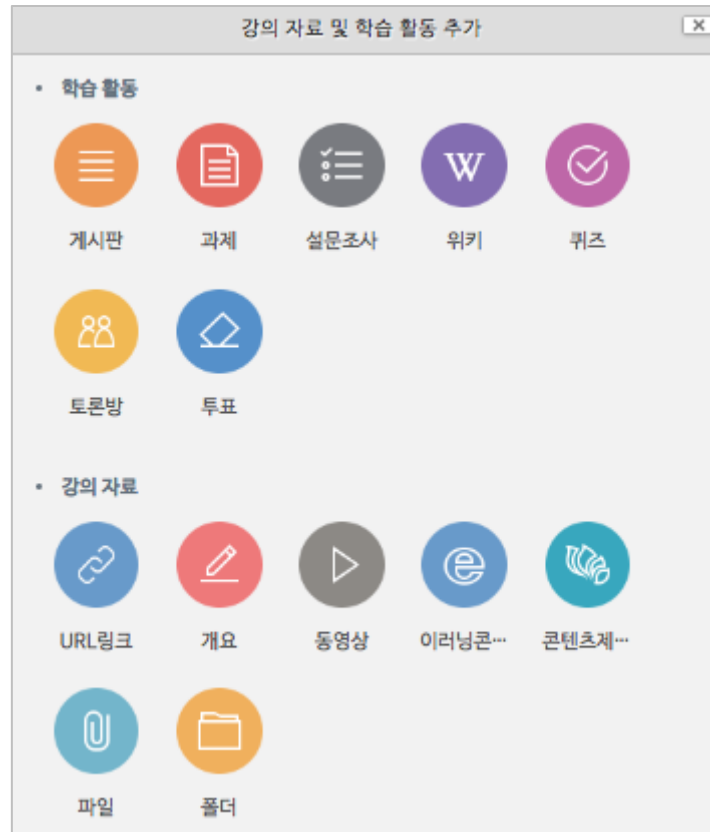 강의 자료 및 학습 활동 추가
• 학습 활동
게시판 과제 설문조사 위키 퀴즈
토론방 투표
• 강의 자료
URL링크 개요 동영상 이러닝콘… 콘텐츠제…
파일 폴더